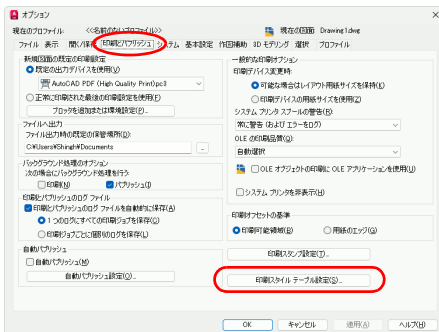 オプション
現在のプロファイル: <<名前のないプロファイル>> 現在の図面: Drawing1.dwg
ファイル 表示 開く/保存 印刷とパブリッシュ システム 基本設定 作図補助 3D モデリング 選択 プロファイル
新規図面の既定の印刷設定
既定の出力デバイスを使用(V)
AutoCAD PDF (High Quality Print).pc3
正常に印刷された最後の印刷設定を使用(F)
プロッタを追加または環境設定(P)...
ファイルへ出力
ファイル出力時の既定の保管場所(D):
C:¥Users¥Shingh¥Documents
...
バックグラウンド処理のオプション
次の場合にバックグラウンド処理を行う:
印刷(N) パブリッシュ(I)
印刷とパブリッシュのログ ファイル
印刷とパブリッシュのログ ファイルを自動的に保存(A)
1 つのログにすべての印刷ジョブを保存(C)
印刷ジョブごとに個別のログを保存(L)
自動パブリッシュ
自動パブリッシュ(M)
自動パブリッシュ設定(O)...
一般的な印刷オプション
印刷デバイス変更時:
可能な場合はレイアウト用紙サイズを保持(K)
印刷デバイスの用紙サイズを使用(Z)
システム プリンタ スプールの警告(R):
常に警告 (および エラーをログ)
OLE の印刷品質(Q):
自動選択
OLE オブジェクトの印刷に OLE アプリケーションを使用(U)
システム プリンタを非表示(H)
印刷オフセットの基準
印刷可能領域(B) 用紙のエッジ(G)
印刷スタンプ設定(T)...
印刷スタイル テーブル設定(S)...
OK キャンセル 適用(A) ヘルプ(H)